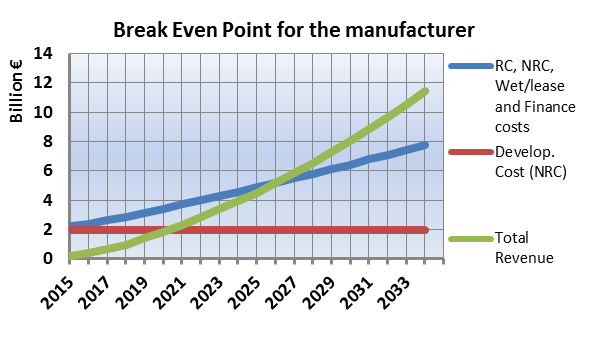 Break Even Point for the manufacturer
Billion €
14
12
10
8
6
4
2
0
2015
2017
2019
2021
2023
2025
2027
2029
2031
2033
RC, NRC,
Wet/lease
and Finance
costs
Develop.
Cost (NRC)
Total
Revenue